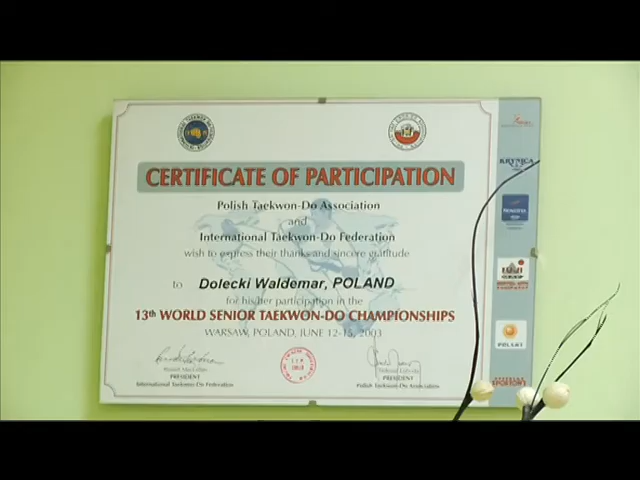 CERTIFICATE OF PARTICIPATION
Polish Taekwon-Do Association
and
International Taekwon-Do Federation
wish to express their thanks and sincere gratitude
to Dolecki Waldemar, POLAND
for his/her participation in the
13th WORLD SENIOR TAEKWON-DO CHAMPIONSHIPS
WARSAW, POLAND, JUNE 12-15, 2003
PRESIDENT
International Taekwon-Do Federation
PRESIDENT
Polish Taekwon-Do Association
KRYNICA
POLSAT